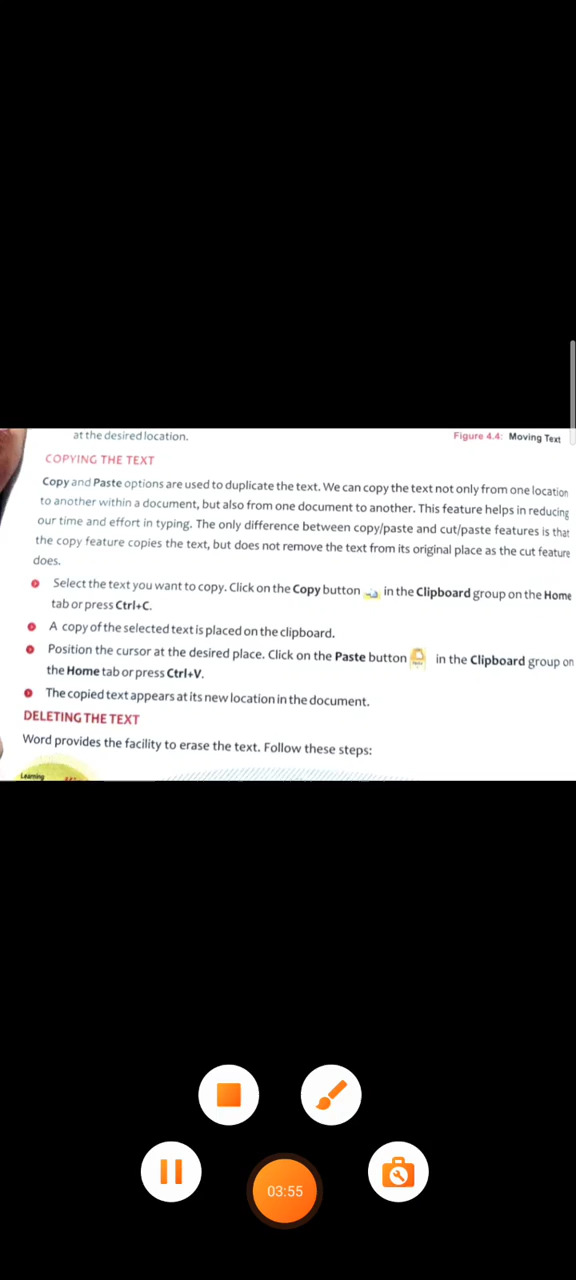 at the desired location.
Figure 4.4: Moving Text
COPYING THE TEXT
Copy and Paste options are used to duplicate the text. We can copy the text not only from one location
to another within a document, but also from one document to another. This feature helps in reducing
our time and effort in typing. The only difference between copy/paste and cut/paste features is that
the copy feature copies the text, but does not remove the text from its original place as the cut feature
does.
Select the text you want to copy. Click on the Copy button in the Clipboard group on the Home
tab or press Ctrl+C.
A copy of the selected text is placed on the clipboard.
Position the cursor at the desired place. Click on the Paste button in the Clipboard group on
the Home tab or press Ctrl+V.
The copied text appears at its new location in the document.
DELETING THE TEXT
Word provides the facility to erase the text. Follow these steps:
Learning
03:55